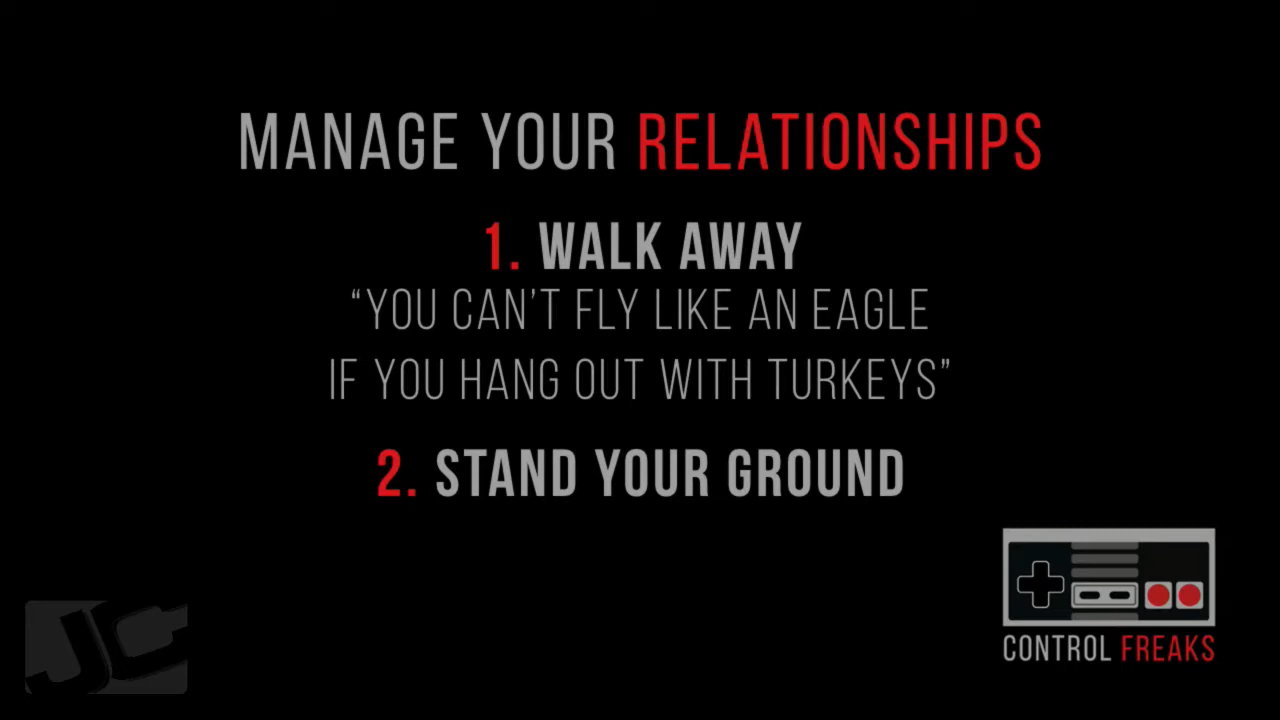 MANAGE YOUR RELATIONSHIPS
1. WALK AWAY
“YOU CAN’T FLY LIKE AN EAGLE
IF YOU HANG OUT WITH TURKEYS”
2. STAND YOUR GROUND
CONTROL FREAKS
JC